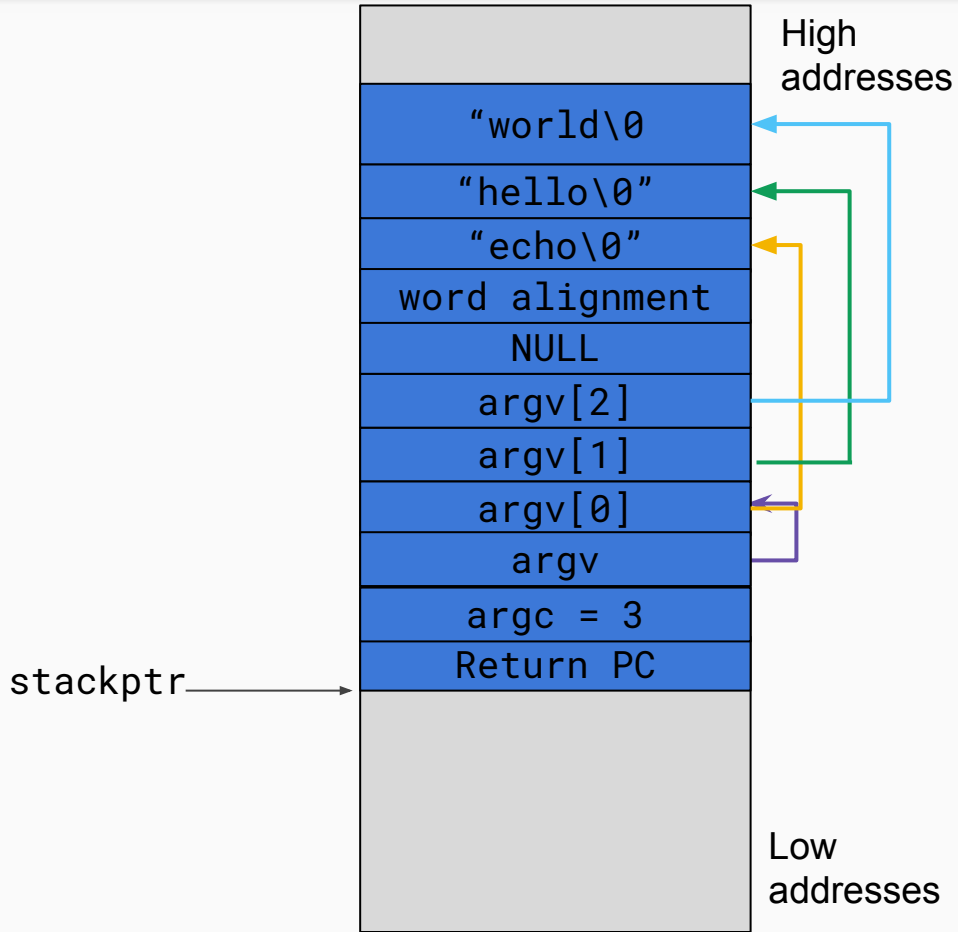 High
addresses
“world\0
“hello\0”
“echo\0”
word alignment
NULL
argv[2]
argv[1]
argv[0]
argv
argc = 3
Return PC
stackptr
Low
addresses